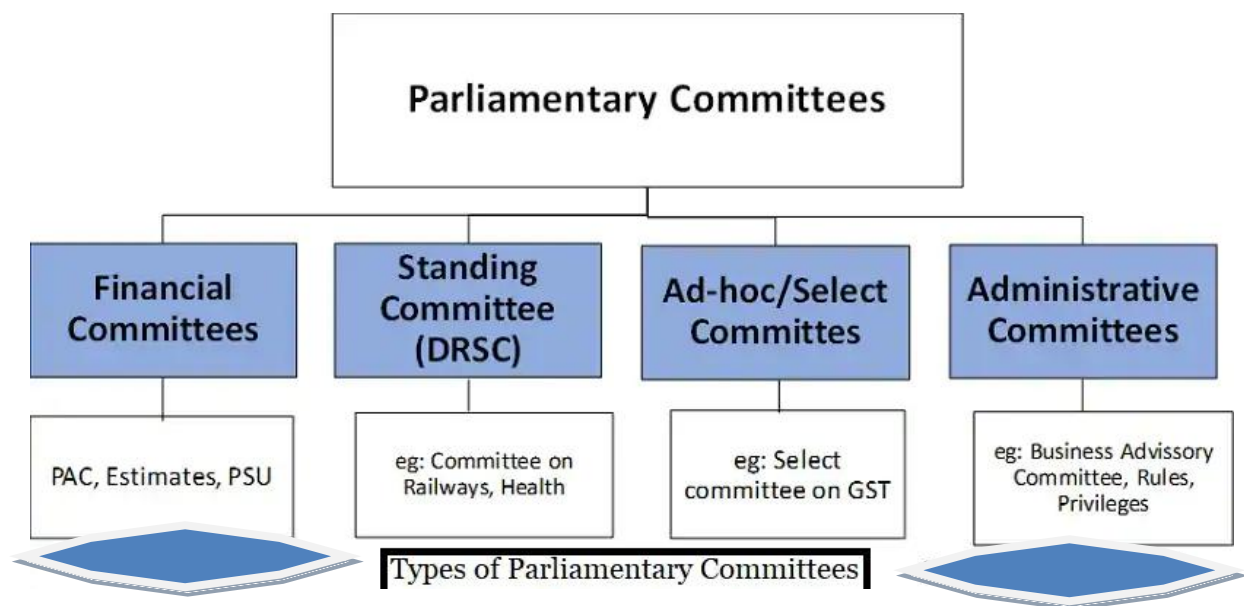 Parliamentary Committees
Financial
Committees
Standing
Committee
(DRSC)
Ad-hoc/Select
Committes
Administrative
Committees
PAC, Estimates, PSU
eg: Committee on
Railways, Health
eg: Select
committee on GST
eg: Business Advisory
Committee, Rules,
Privileges
Types of Parliamentary Committees